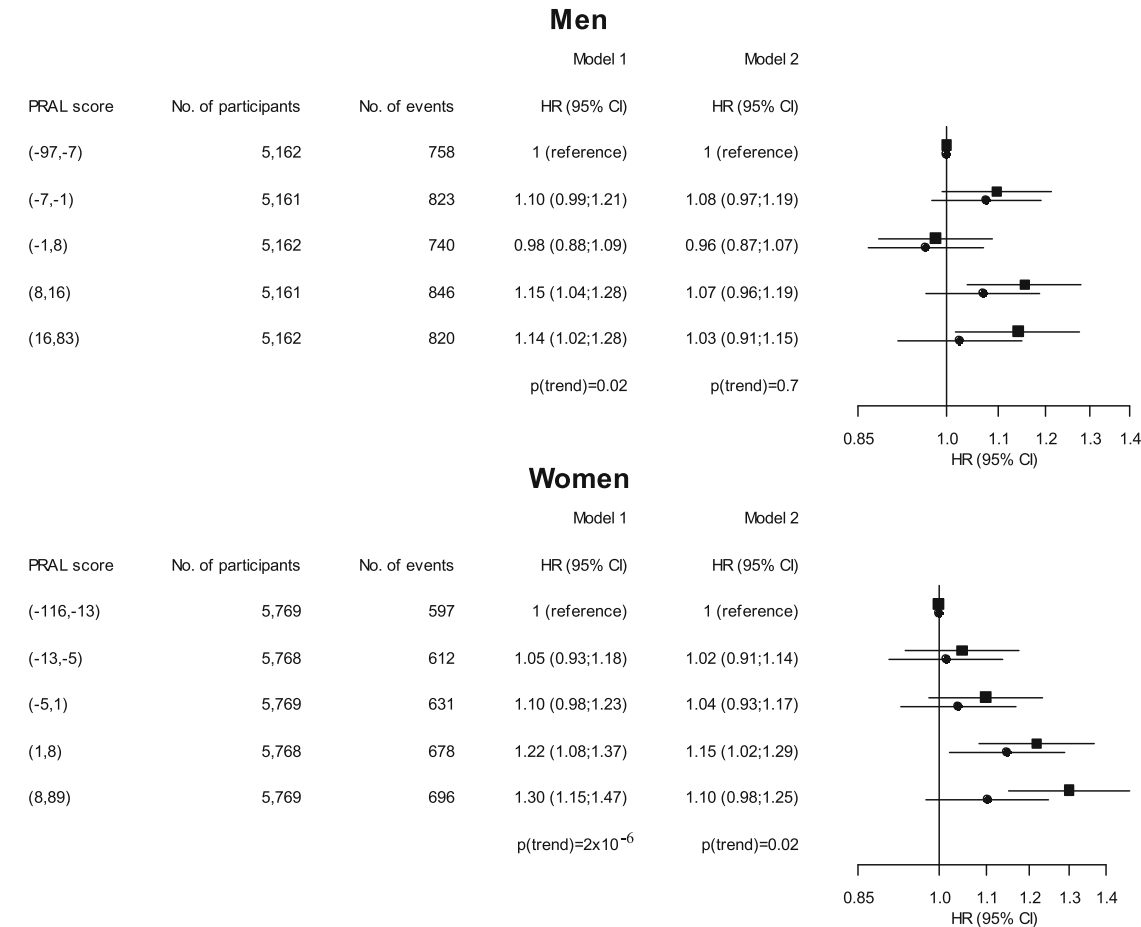 Men
Model 1 Model 2
PRAL score No. of participants No. of events HR (95% CI) HR (95% CI)
(-97,-7) 5,162 758 1 (reference) 1 (reference)
(-7,-1) 5,161 823 1.10 (0.99;1.21) 1.08 (0.97;1.19)
(-1,8) 5,162 740 0.98 (0.88;1.09) 0.96 (0.87;1.07)
(8,16) 5,161 846 1.15 (1.04;1.28) 1.07 (0.96;1.19)
(16,83) 5,162 820 1.14 (1.02;1.28) 1.03 (0.91;1.15)
p(trend)=0.02 p(trend)=0.7
0.85 1.0 1.1 1.2 1.3 1.4
HR (95% CI)
Women
Model 1 Model 2
PRAL score No. of participants No. of events HR (95% CI) HR (95% CI)
(-116,-13) 5,769 597 1 (reference) 1 (reference)
(-13,-5) 5,768 612 1.05 (0.93;1.18) 1.02 (0.91;1.14)
(-5,1) 5,769 631 1.10 (0.98;1.23) 1.04 (0.93;1.17)
(1,8) 5,768 678 1.22 (1.08;1.37) 1.15 (1.02;1.29)
(8,89) 5,769 696 1.30 (1.15;1.47) 1.10 (0.98;1.25)
p(trend)=2x10⁻⁶ p(trend)=0.02
0.85 1.0 1.1 1.2 1.3 1.4
HR (95% CI)